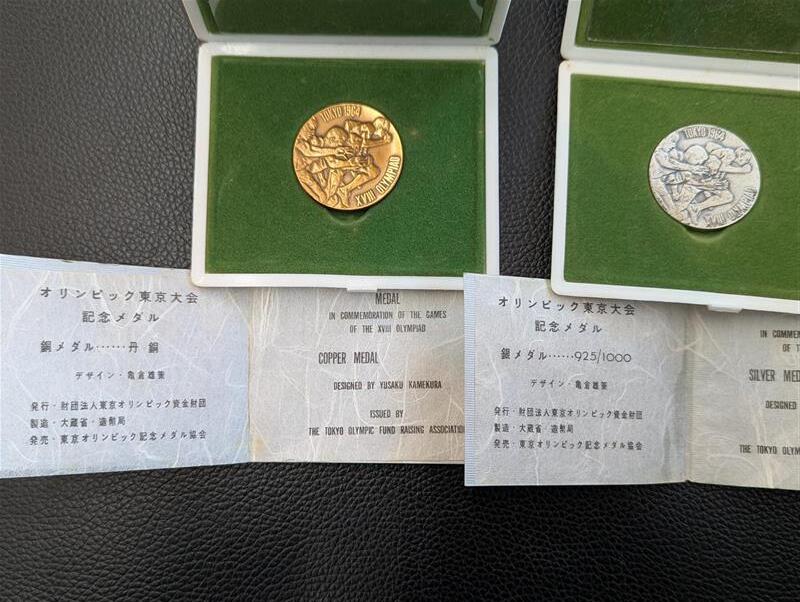 TOKYO 1964
XVIII OLYMPIAD
TOKYO 1964
XVIII OLYMPIAD
オリンピック東京大会
記念メダル
銅メダル……丹銅
デザイン・亀倉雄策
発行・財団法人東京オリンピック資金財団
製造・大蔵省・造幣局
発売・東京オリンピック記念メダル協会
MEDAL
IN COMMEMORATION OF THE GAMES
OF THE XVIII OLYMPIAD
COPPER MEDAL
DESIGNED BY YUSAKU KAMEKURA
ISSUED BY
THE TOKYO OLYMPIC FUND RAISING ASSOCIATION
オリンピック東京大会
記念メダル
銀メダル……925/1000
デザイン・亀倉雄策
発行・財団法人東京オリンピック資金財団
製造・大蔵省・造幣局
発売・東京オリンピック記念メダル協会
IN COMMEM
OF T
SILVER MED
DESIGNED
THE TOKYO OLYM